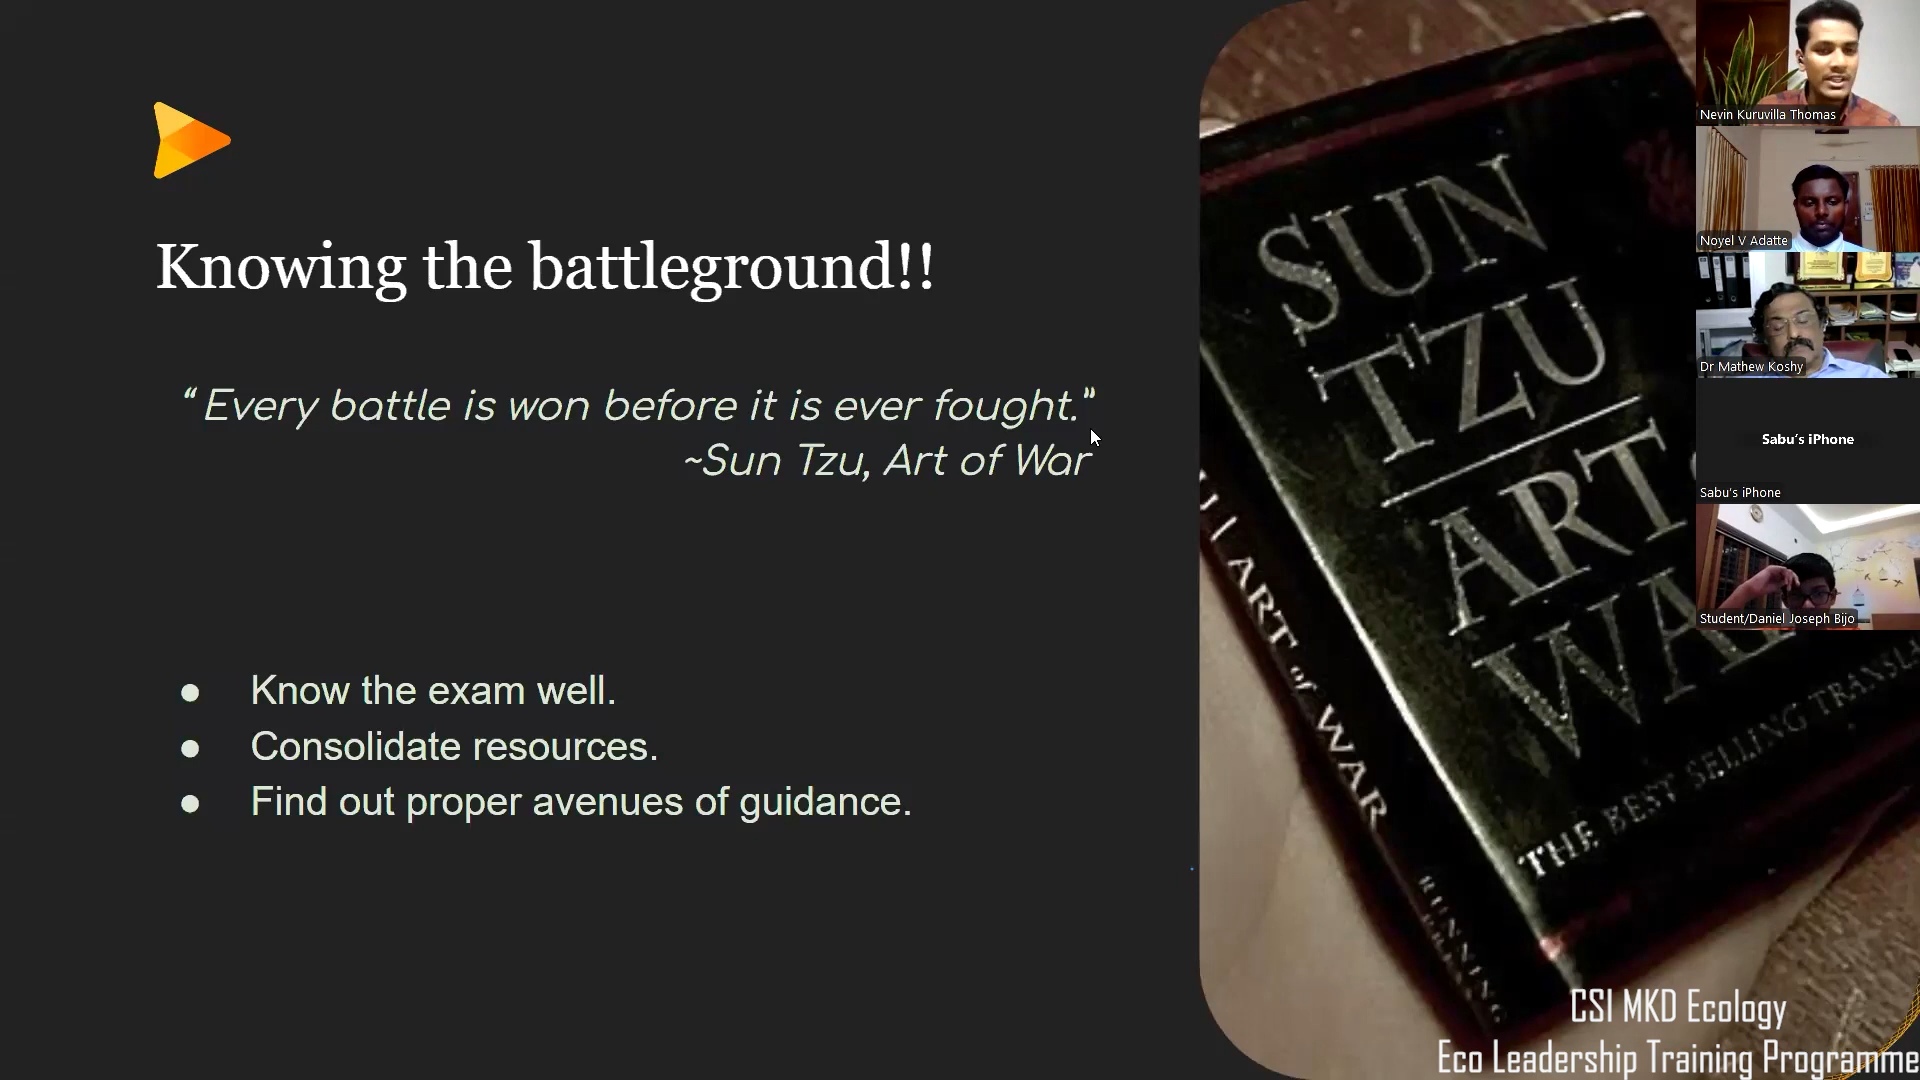 Knowing the battleground!!
“ Every battle is won before it is ever fought.”
~Sun Tzu, Art of War
● Know the exam well.
● Consolidate resources.
● Find out proper avenues of guidance.
SUN
TZU
ART
WAR
THE BEST SELLING TRANSLA
ART of WAR
RUNNING
Nevin Kuruvilla Thomas
Noyel V Adatte
Dr Mathew Koshy
Sabu's iPhone
Sabu's iPhone
Student/Daniel Joseph Bijo
CSI MKD Ecology
Eco Leadership Training Programme